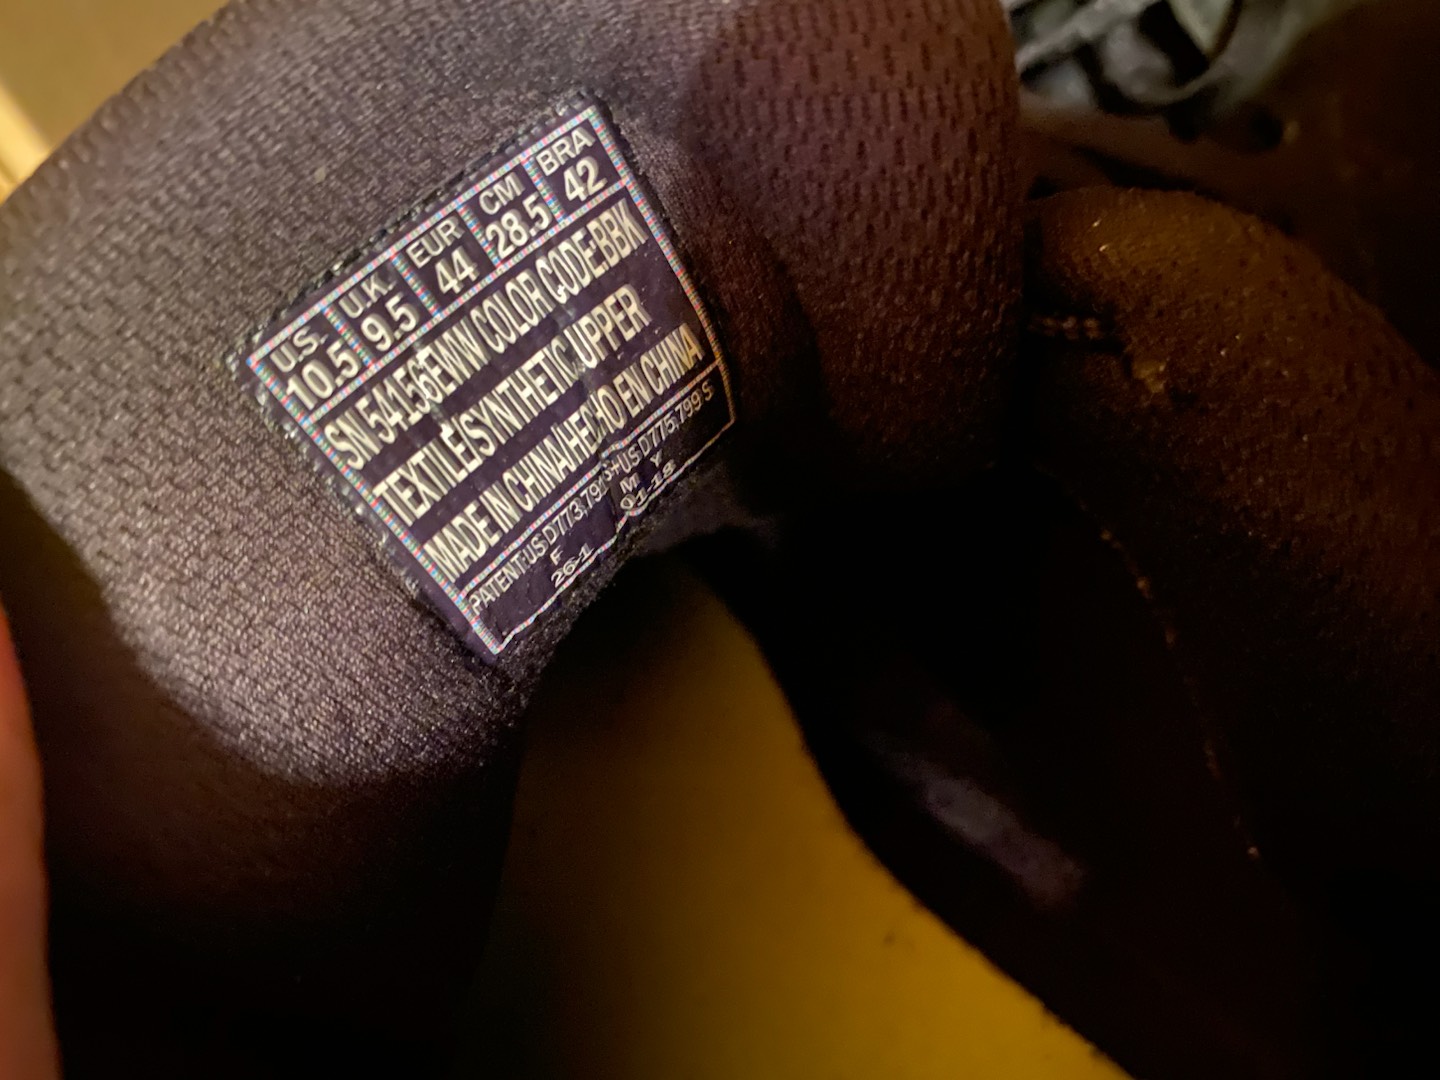 U.S. U.K. EUR CM BRA
10.5 9.5 44 28.5 42
SN 54156EWW COLOR CODE:BBK
TEXTILE/SYNTHETIC UPPER
MADE IN CHINA/HECHO EN CHINA
PATENT:US D773,791S+US D775,799 S
F M Y
26-1 01-18